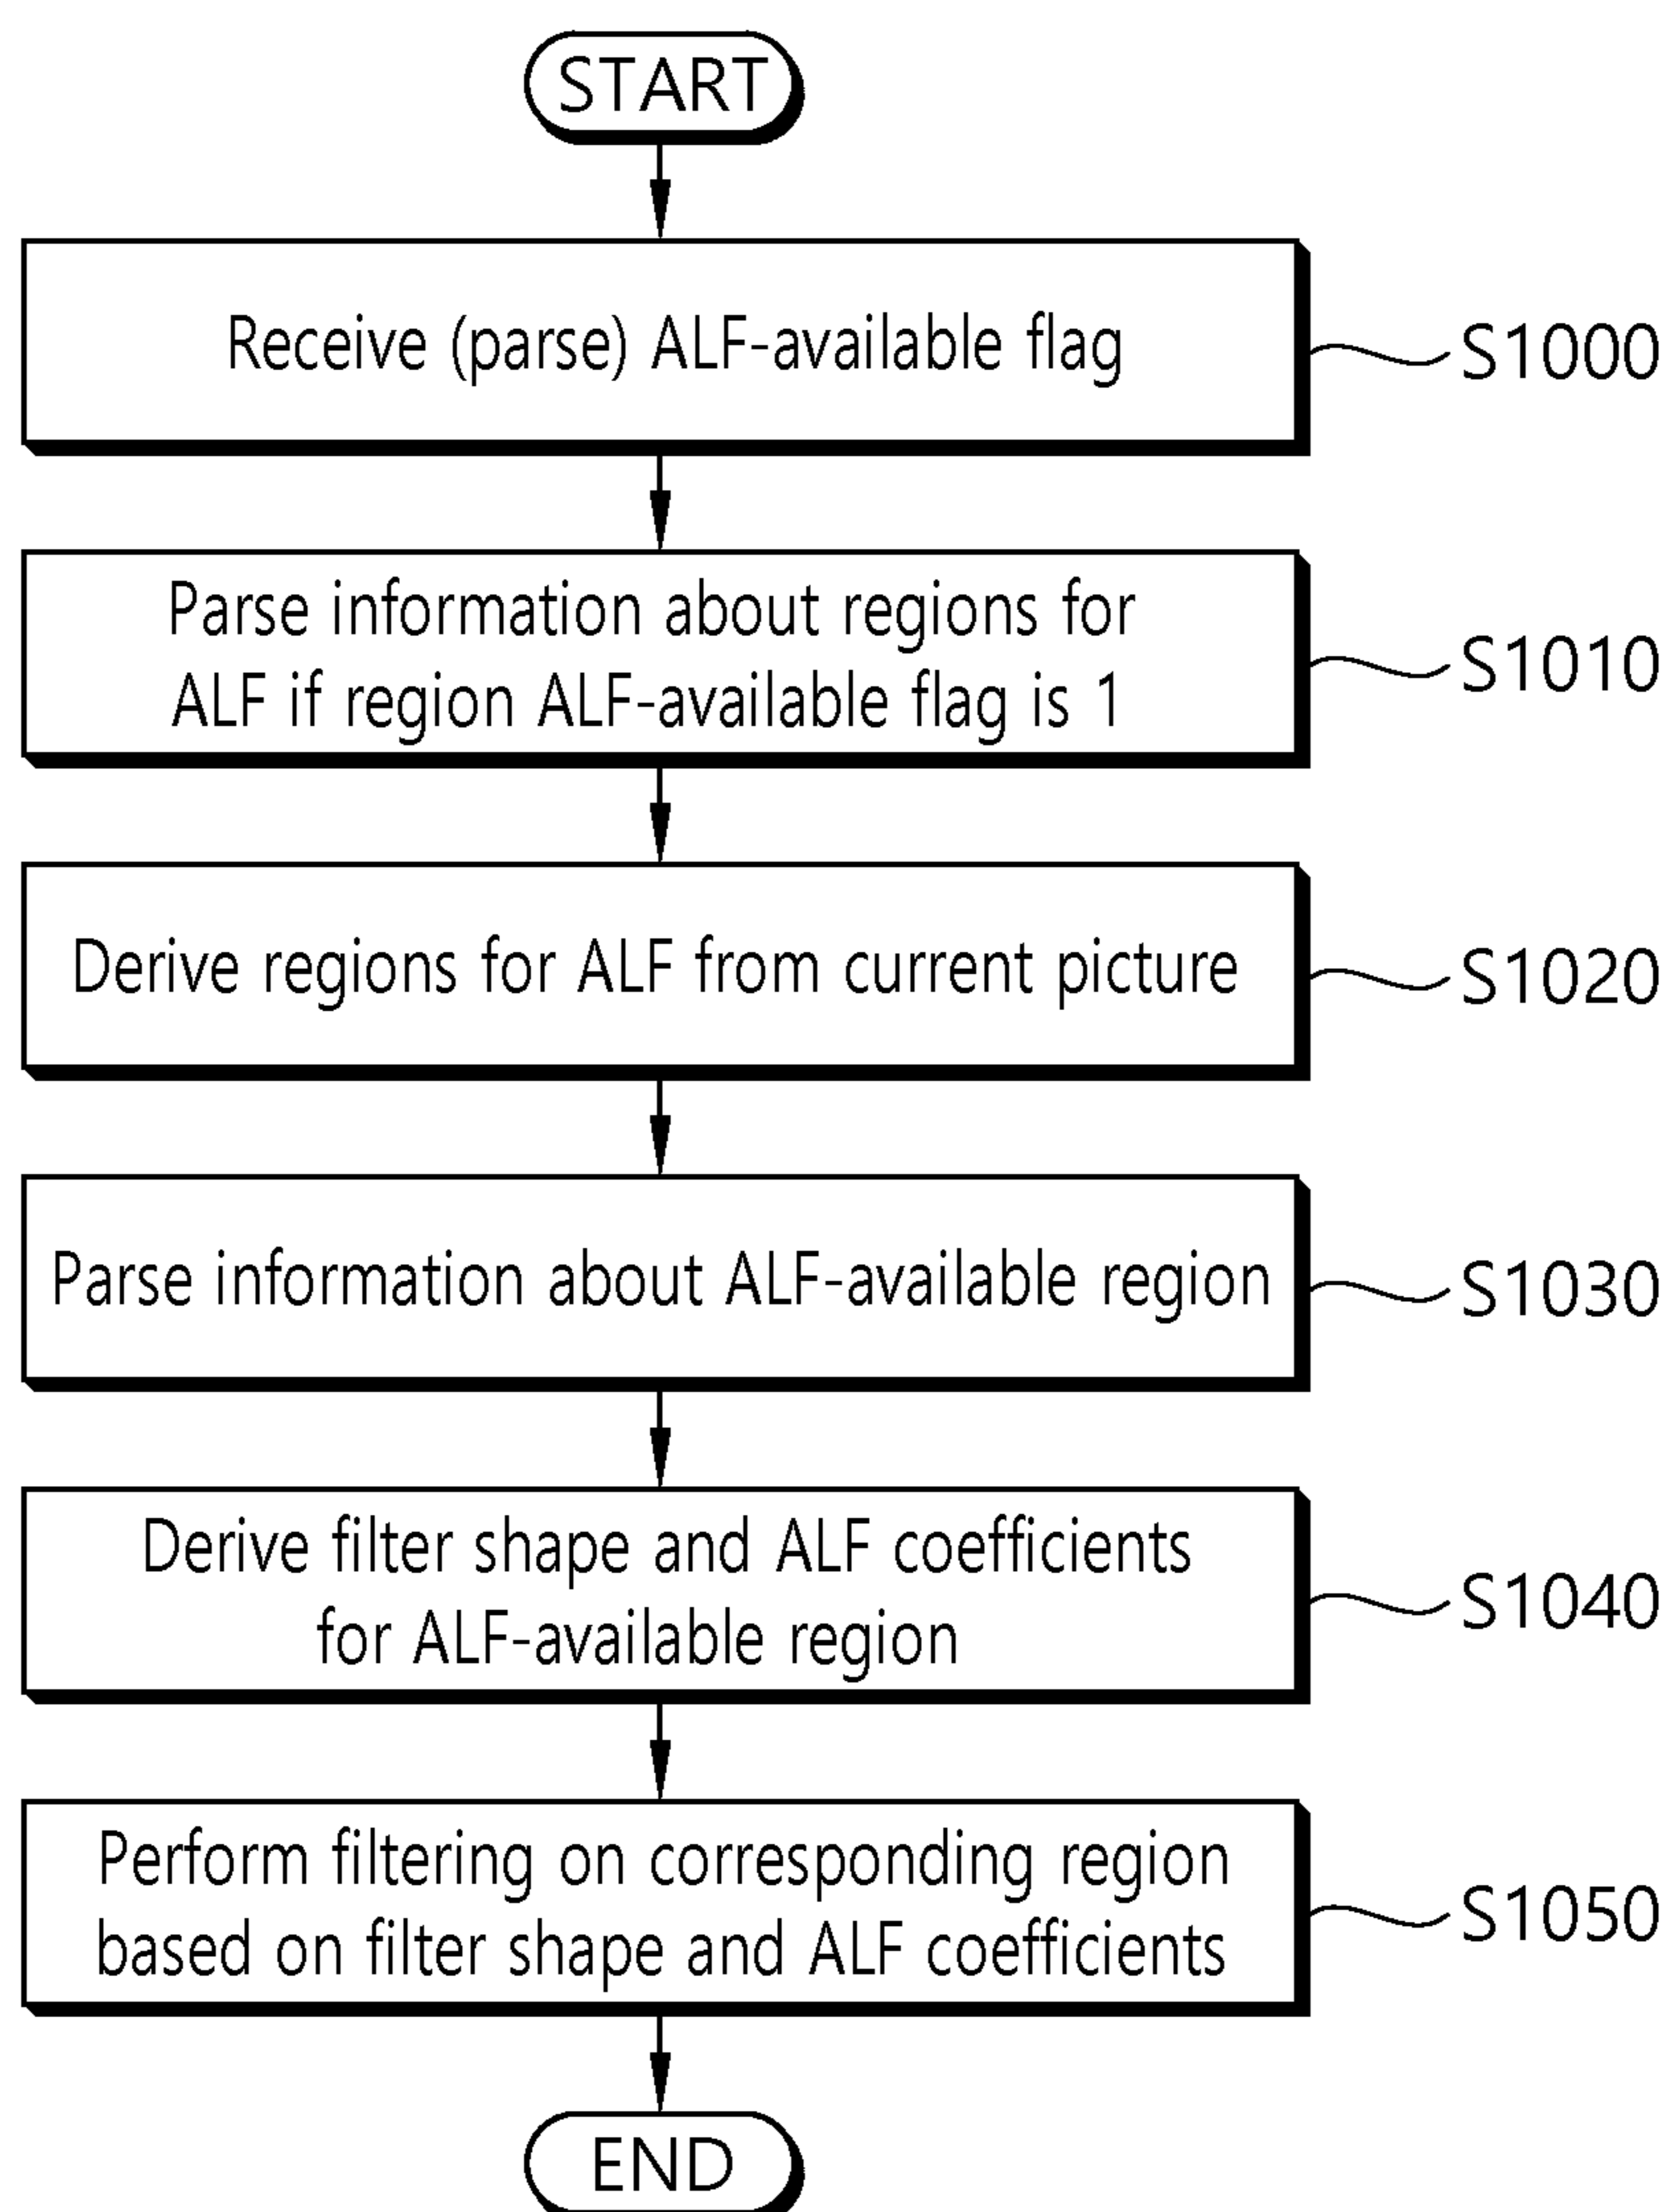 START
Receive (parse) ALF-available flag
S1000
Parse information about regions for
ALF if region ALF-available flag is 1
S1010
Derive regions for ALF from current picture
S1020
Parse information about ALF-available region
S1030
Derive filter shape and ALF coefficients
for ALF-available region
S1040
Perform filtering on corresponding region
based on filter shape and ALF coefficients
S1050
END